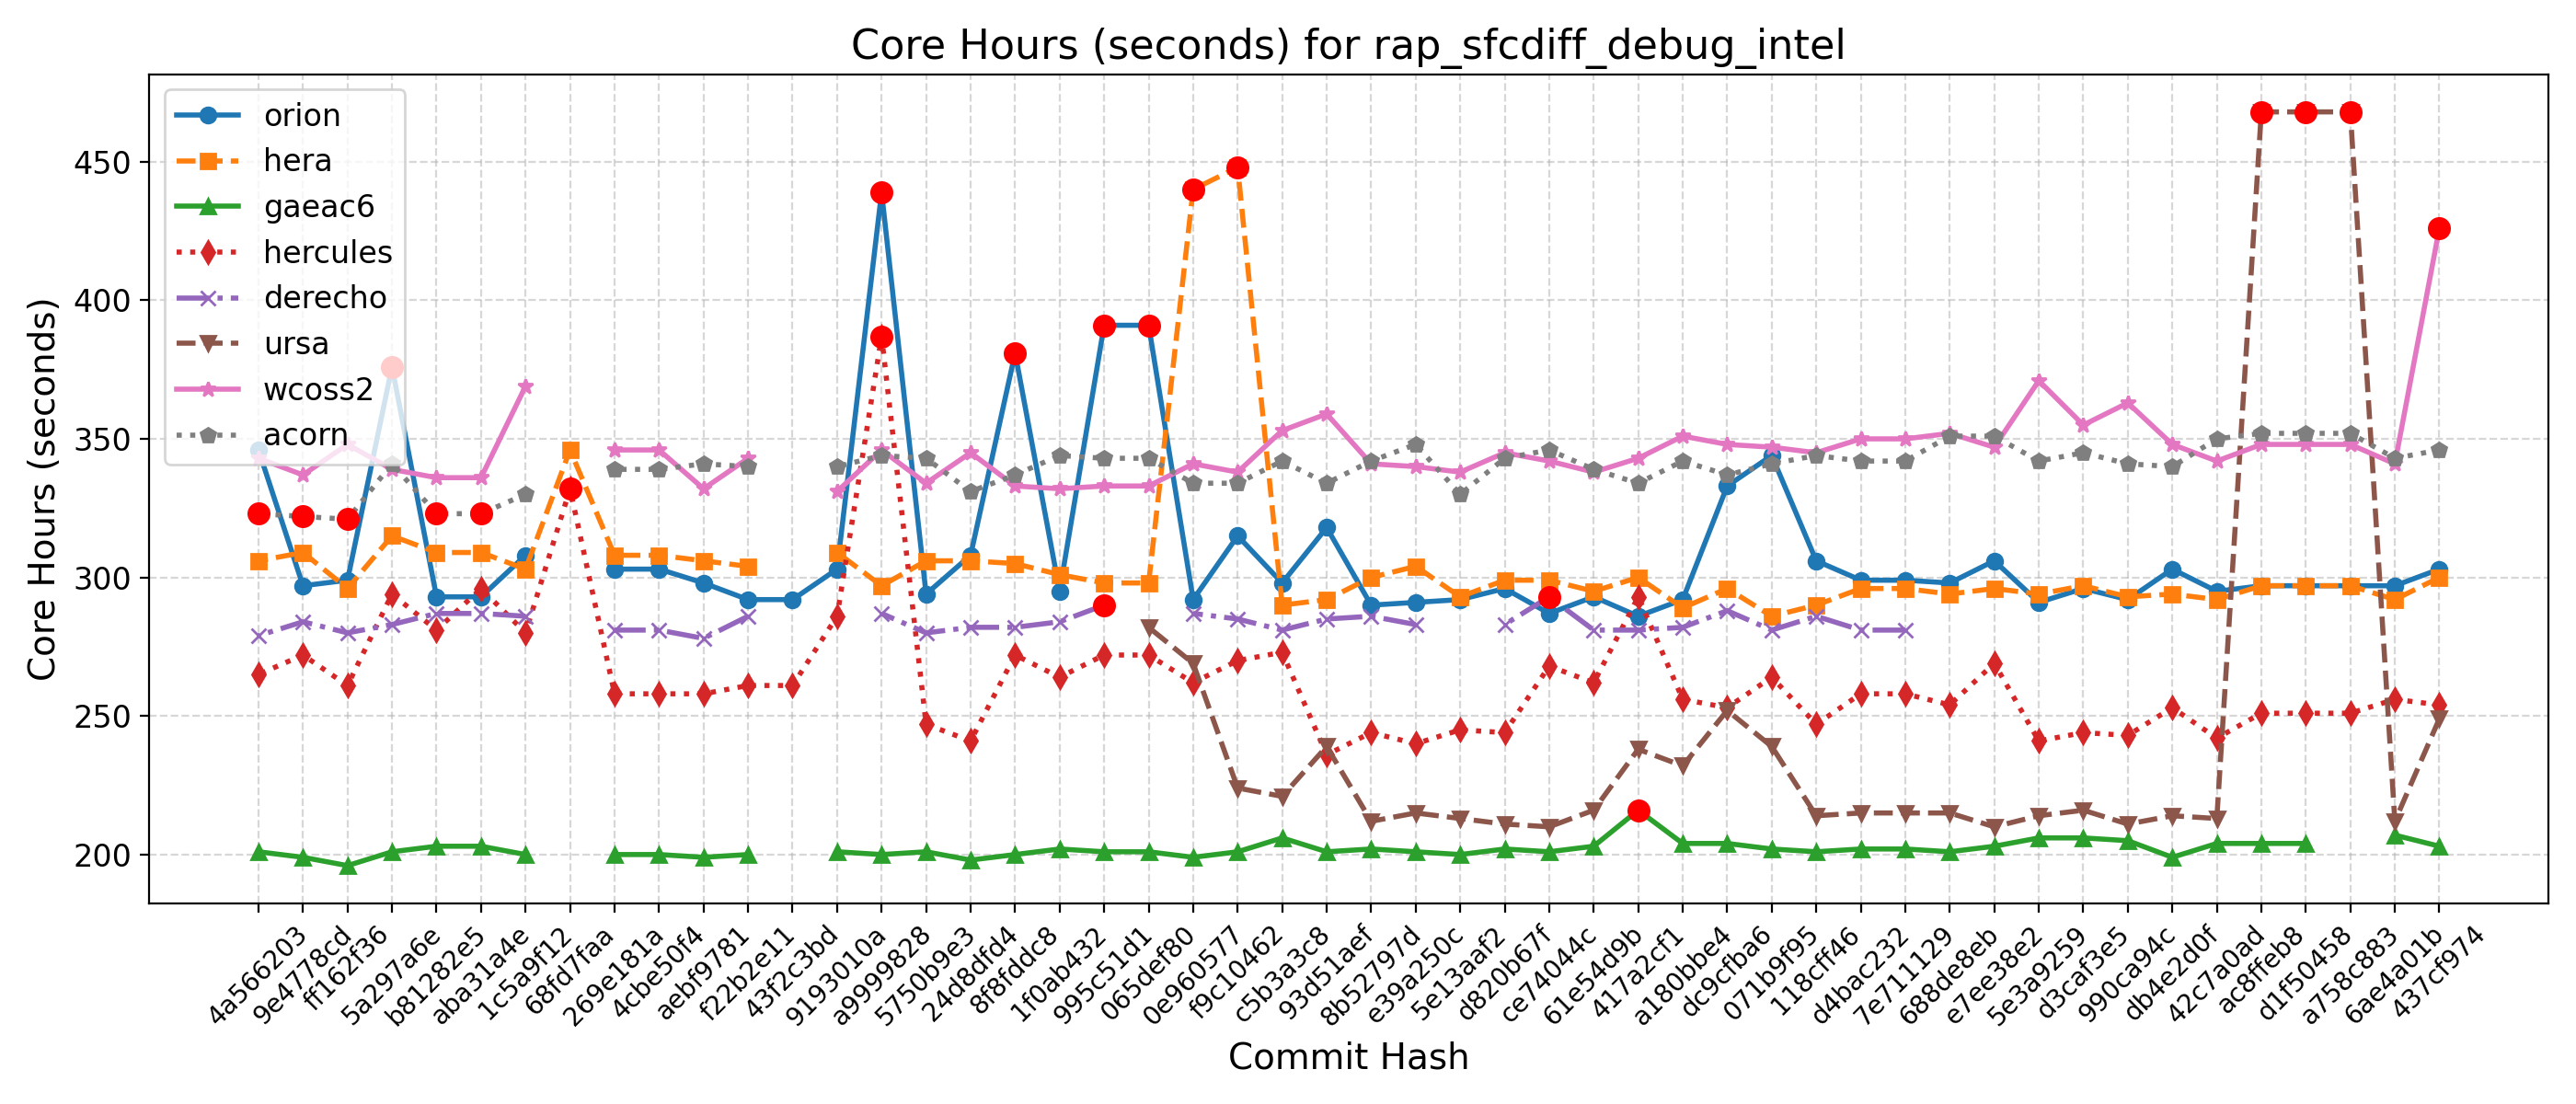 Core Hours (seconds) for rap_sfcdiff_debug_intel
orion
hera
gaeac6
hercules
derecho
ursa
wcoss2
acorn
Core Hours (seconds)
450
400
350
300
250
200
4a566203
9e4778cd
ff162f36
5a297a6e
b81282e5
aba31a4e
1c5a9f12
68fd7faa
269e181a
4cbe50f4
aebf9781
f22b2e11
43f2c3bd
9193010a
a9999828
5750b9e3
24d8dfd4
8f8fddc8
1f0ab432
995c51d1
065def80
0e960577
f9c10462
c5b3a3c8
93d51aef
8b52797d
e39a250c
5e13aaf2
d820b67f
ce74044c
61e54d9b
417a2cf1
a180bbe4
dc9cfba6
071b9f95
118cff46
d4bac232
7e711129
688de8eb
e7ee38e2
5e3a9259
d3caf3e5
990ca94c
db4e2d0f
42c7a0ad
ac8ffeb8
d1f50458
a758c883
6ae4a01b
437cf974
Commit Hash